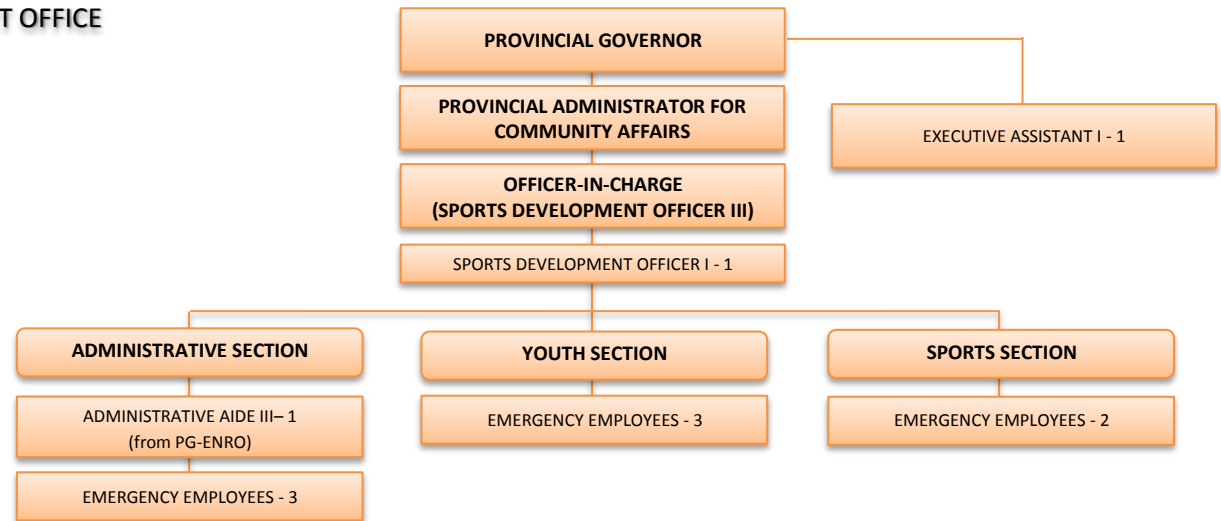 T OFFICE
PROVINCIAL GOVERNOR
PROVINCIAL ADMINISTRATOR FOR
COMMUNITY AFFAIRS
EXECUTIVE ASSISTANT I - 1
OFFICER-IN-CHARGE
(SPORTS DEVELOPMENT OFFICER III)
SPORTS DEVELOPMENT OFFICER I - 1
ADMINISTRATIVE SECTION
ADMINISTRATIVE AIDE III– 1
(from PG-ENRO)
EMERGENCY EMPLOYEES - 3
YOUTH SECTION
EMERGENCY EMPLOYEES - 3
SPORTS SECTION
EMERGENCY EMPLOYEES - 2